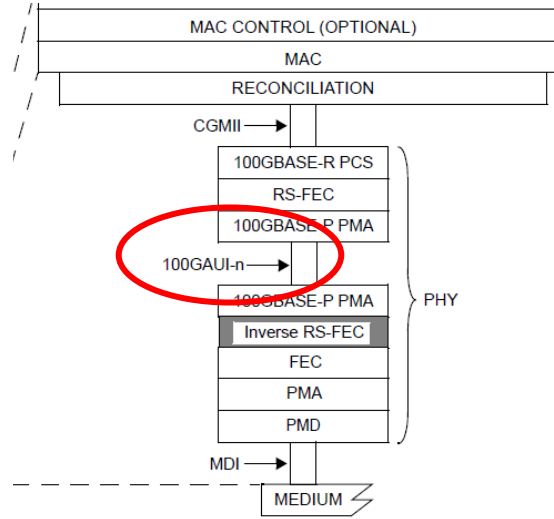 MAC CONTROL (OPTIONAL)
MAC
RECONCILIATION
CGMII
100GBASE-R PCS
RS-FEC
100GBASE-P PMA
100GAUI-n
100GBASE-P PMA
PHY
Inverse RS-FEC
FEC
PMA
PMD
MDI
MEDIUM